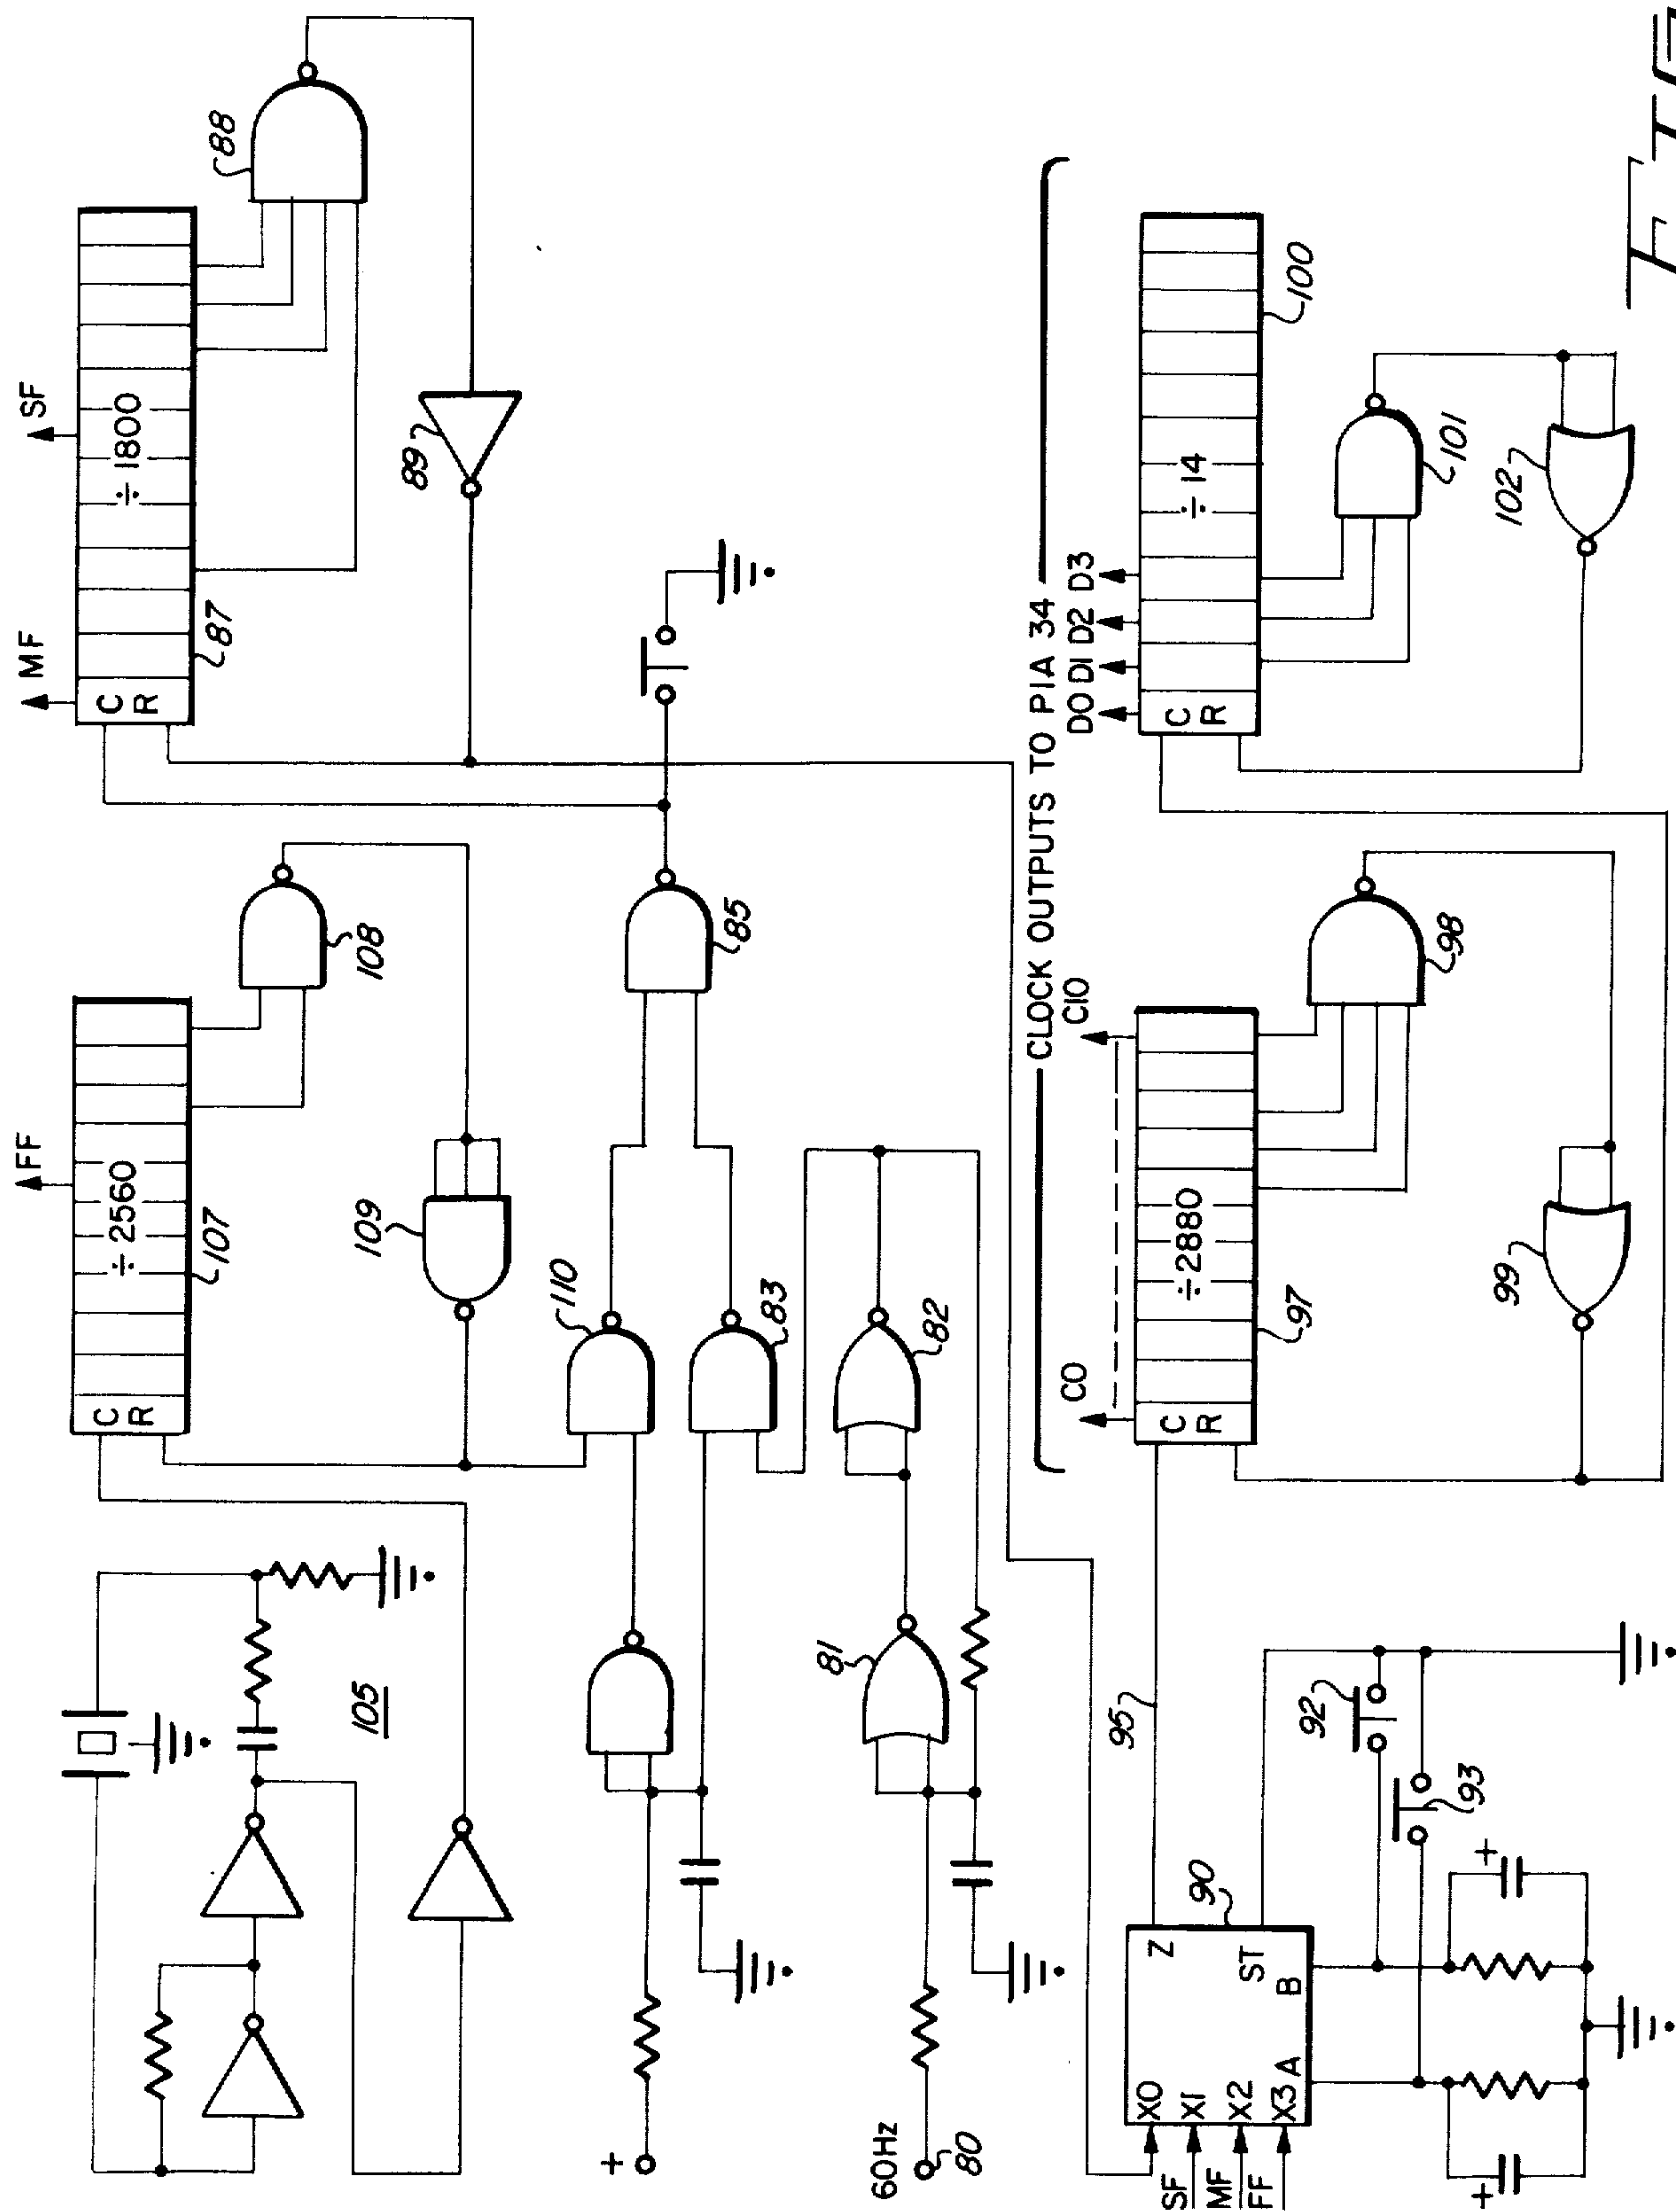 FF
÷2560
C
R
107
108
109
105
MF
SF
÷1800
C
R
87
88
89
110
83
85
+
60Hz
80
81
82
CLOCK OUTPUTS TO PIA 34
C0
C10
÷2880
C
R
97
98
99
D0 D1 D2 D3
÷14
C
R
100
101
102
SF
MF
FF
X0
X1
X2
X3
Z
ST
A
B
90
95
92
93
+
+